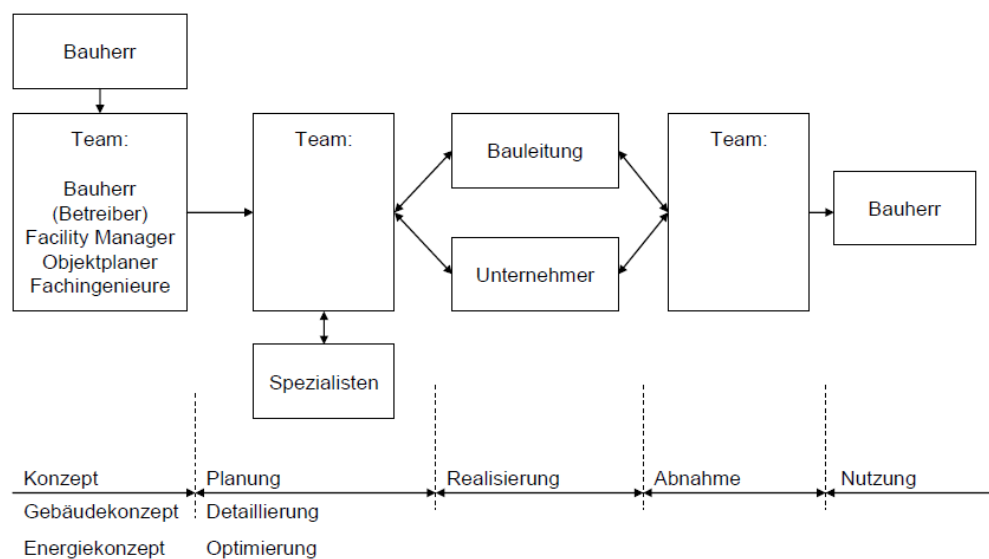 Bauherr
Team:
Bauherr
(Betreiber)
Facility Manager
Objektplaner
Fachingenieure
Team:
Spezialisten
Bauleitung
Unternehmer
Team:
Bauherr
Konzept
Planung
Realisierung
Abnahme
Nutzung
Gebäudekonzept
Detaillierung
Energiekonzept
Optimierung